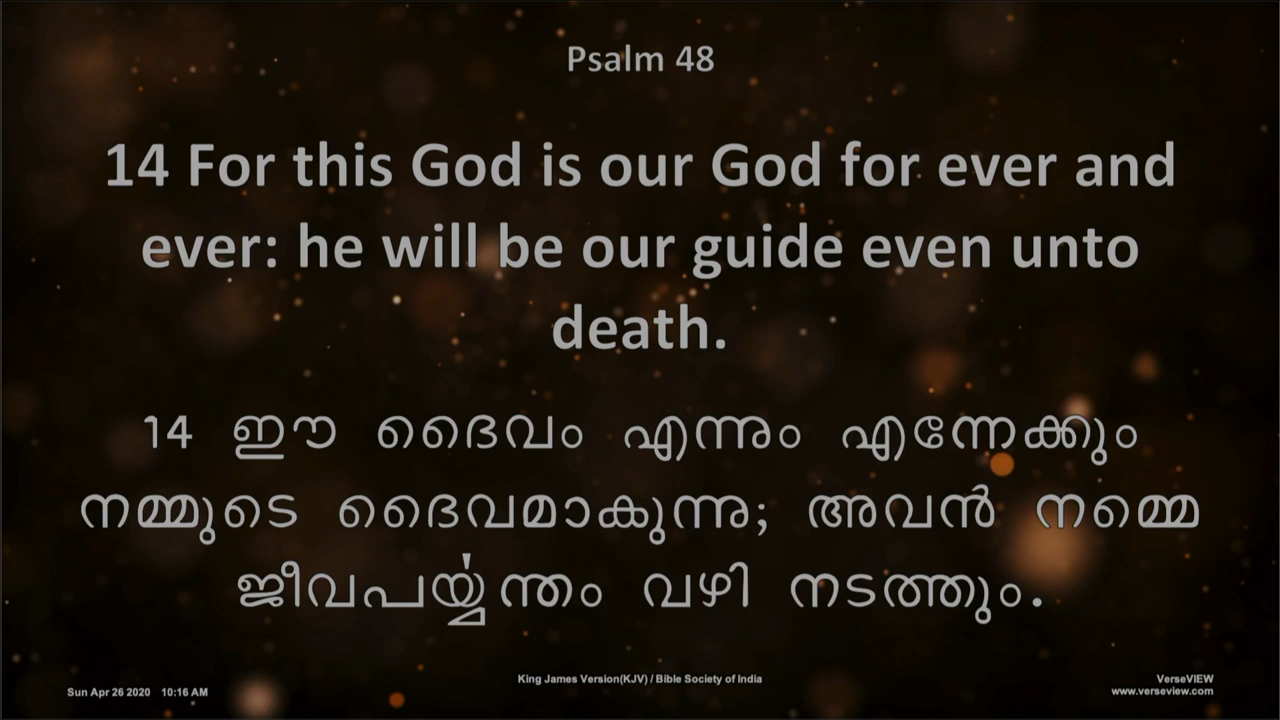 Psalm 48
14 For this God is our God for ever and
ever: he will be our guide even unto
death.
14 ഈ ദൈവം എന്നും എന്നേക്കും
നമ്മുടെ ദൈവമാകുന്നു; അവൻ നമ്മെ
ജീവപൎയ്യന്തം വഴി നടത്തും.
King James Version(KJV) / Bible Society of India
Sun Apr 26 2020 10:16 AM
VerseVIEW
www.verseview.com